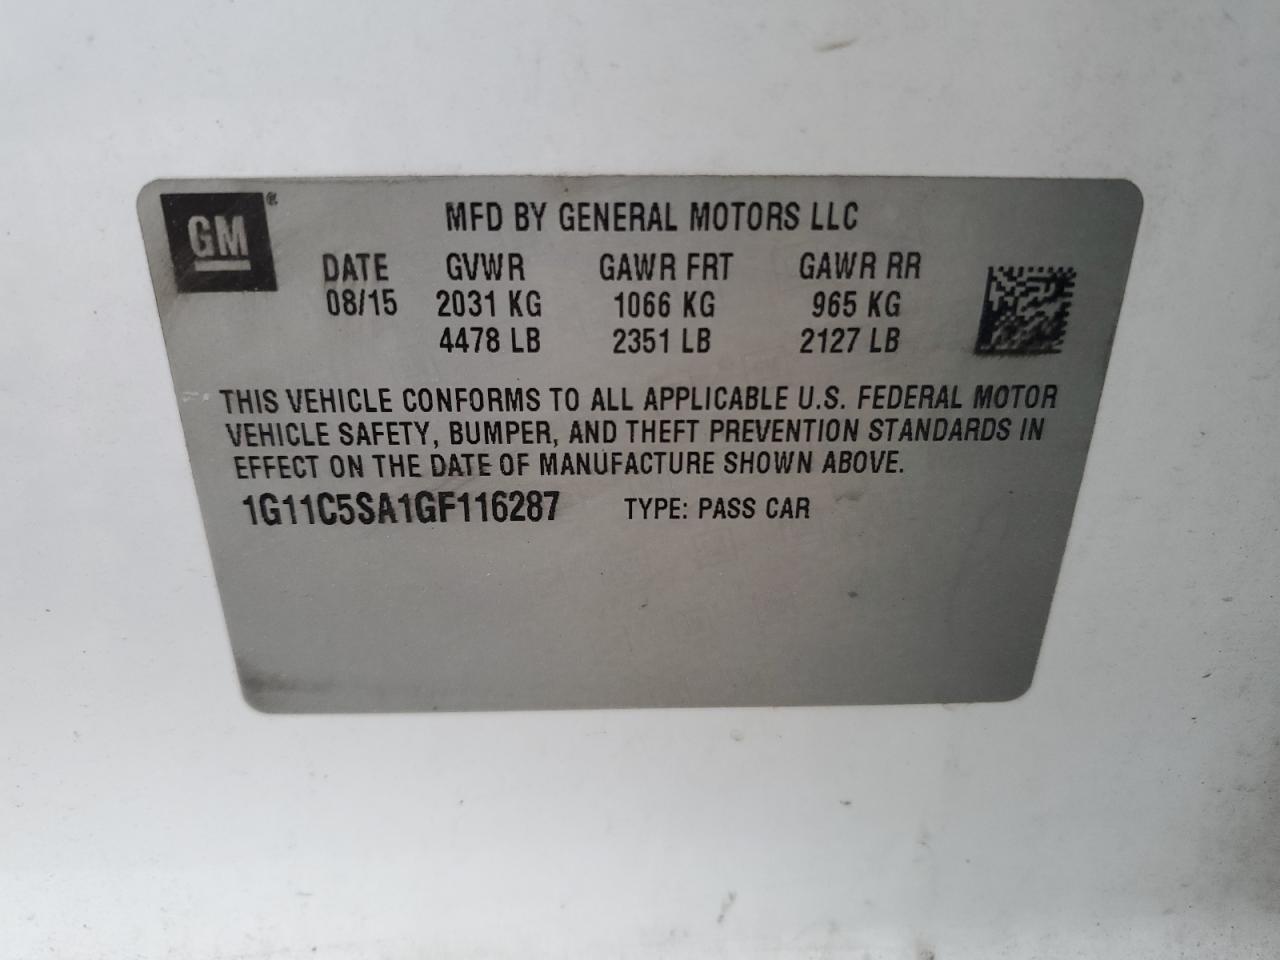 GM®
MFD BY GENERAL MOTORS LLC
DATE GVWR GAWR FRT GAWR RR
08/15 2031 KG 1066 KG 965 KG
4478 LB 2351 LB 2127 LB
THIS VEHICLE CONFORMS TO ALL APPLICABLE U.S. FEDERAL MOTOR
VEHICLE SAFETY, BUMPER, AND THEFT PREVENTION STANDARDS IN
EFFECT ON THE DATE OF MANUFACTURE SHOWN ABOVE.
1G11C5SA1GF116287 TYPE: PASS CAR